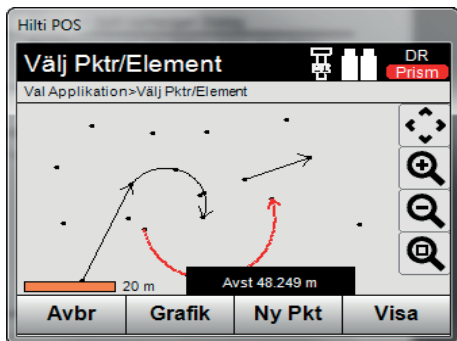 Hilti POS
Välj Pktr/Element
DR
Prism
Val Applikation>Välj Pktr/Element
20 m
Avst 48.249 m
Avbr
Grafik
Ny Pkt
Visa